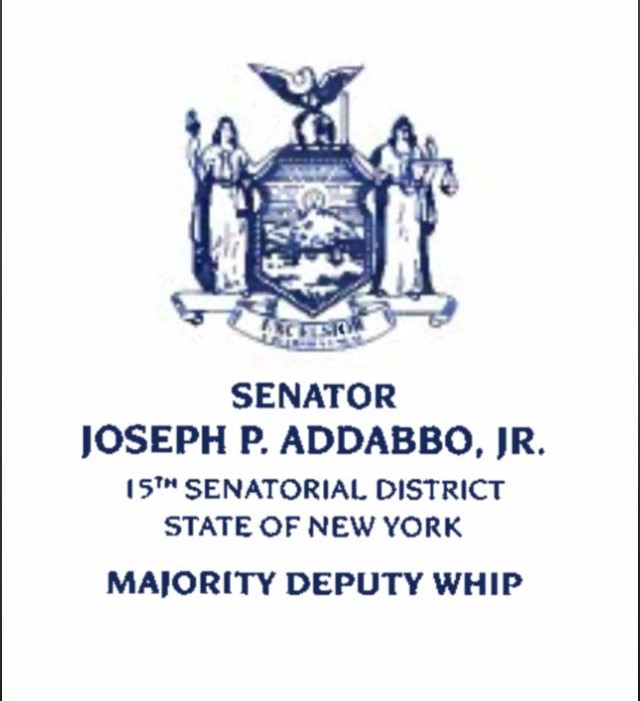 EXCELSIOR
SENATOR
JOSEPH P. ADDABBO, JR.
15TH SENATORIAL DISTRICT
STATE OF NEW YORK
MAJORITY DEPUTY WHIP